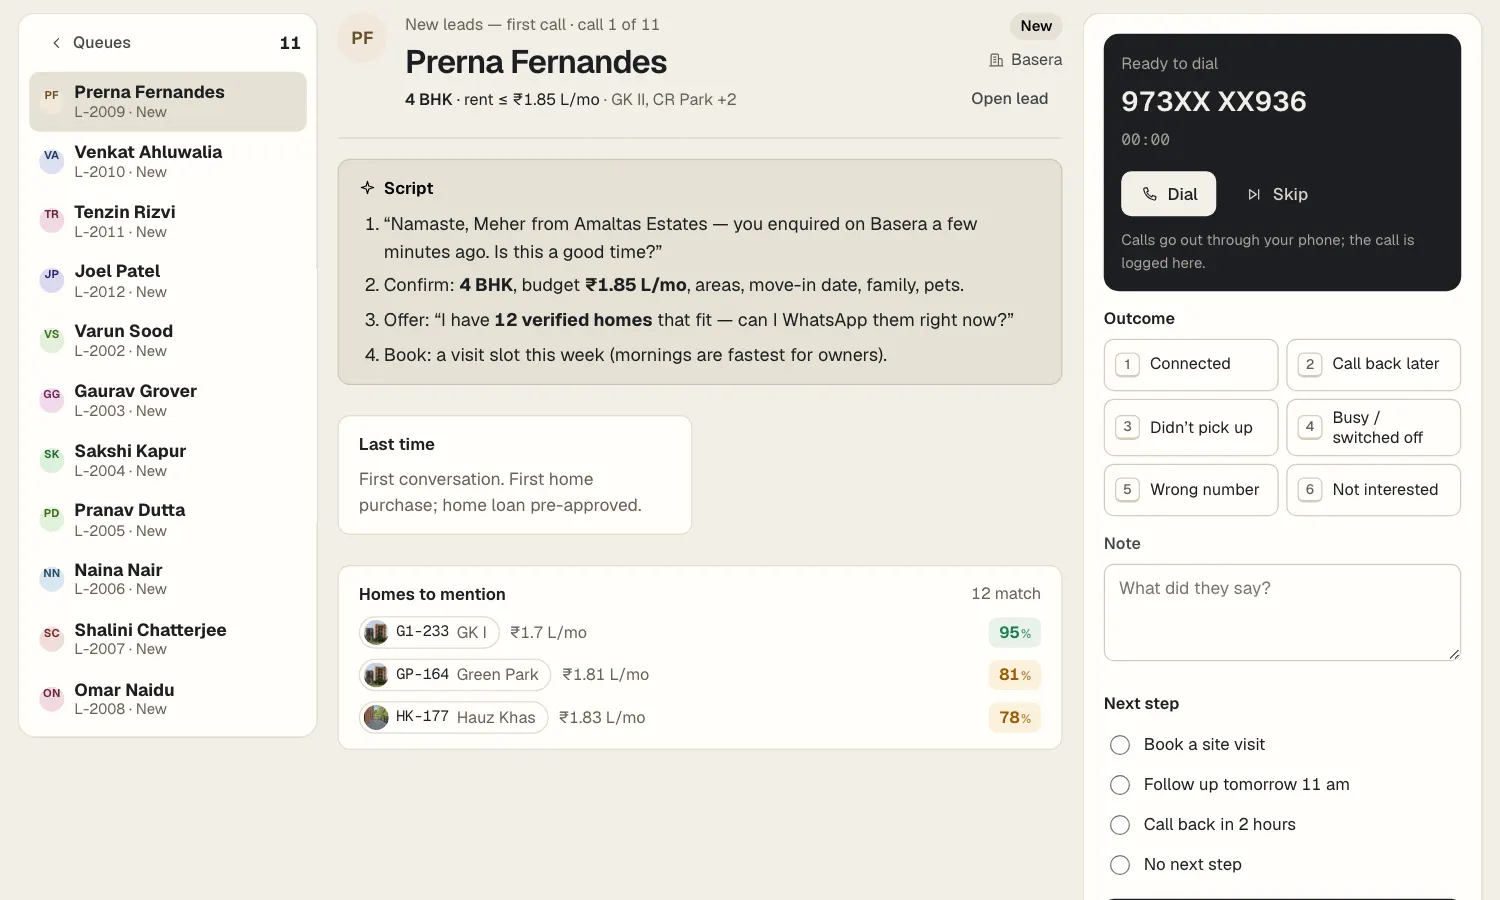 Queues
11
PF
Prerna Fernandes
L-2009 · New
VA
Venkat Ahluwalia
L-2010 · New
TR
Tenzin Rizvi
L-2011 · New
JP
Joel Patel
L-2012 · New
VS
Varun Sood
L-2002 · New
GG
Gaurav Grover
L-2003 · New
SK
Sakshi Kapur
L-2004 · New
PD
Pranav Dutta
L-2005 · New
NN
Naina Nair
L-2006 · New
SC
Shalini Chatterjee
L-2007 · New
ON
Omar Naidu
L-2008 · New
PF
New leads — first call · call 1 of 11
Prerna Fernandes
4 BHK · rent ≤ ₹1.85 L/mo · GK II, CR Park +2
New
Basera
Open lead
Script
1. “Namaste, Meher from Amaltas Estates — you enquired on Basera a few
minutes ago. Is this a good time?”
2. Confirm: 4 BHK, budget ₹1.85 L/mo, areas, move-in date, family, pets.
3. Offer: “I have 12 verified homes that fit — can I WhatsApp them right now?”
4. Book: a visit slot this week (mornings are fastest for owners).
Last time
First conversation. First home
purchase; home loan pre-approved.
Homes to mention
12 match
G1-233 GK I ₹1.7 L/mo 95%
GP-164 Green Park ₹1.81 L/mo 81%
HK-177 Hauz Khas ₹1.83 L/mo 78%
Ready to dial
973XX XX936
00:00
Dial
Skip
Calls go out through your phone; the call is
logged here.
Outcome
1 Connected
2 Call back later
3 Didn’t pick up
4 Busy /
switched off
5 Wrong number
6 Not interested
Note
What did they say?
Next step
Book a site visit
Follow up tomorrow 11 am
Call back in 2 hours
No next step